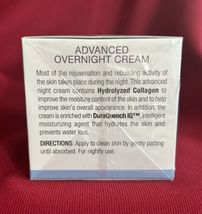 ADVANCED
OVERNIGHT CREAM
Most of the rejuvenation and rebuilding activity of
the skin takes place during the night. This advanced
night cream contains Hydrolyzed Collagen to
improve the moisture content of the skin and to help
improve skin's overall appearance. In addition, the
cream is enriched with DuraQuench IQ™, intelligent
moisturizing agent that hydrates the skin and
prevents water loss.
DIRECTIONS: Apply to clean skin by gently patting
until absorbed. For nightly use.